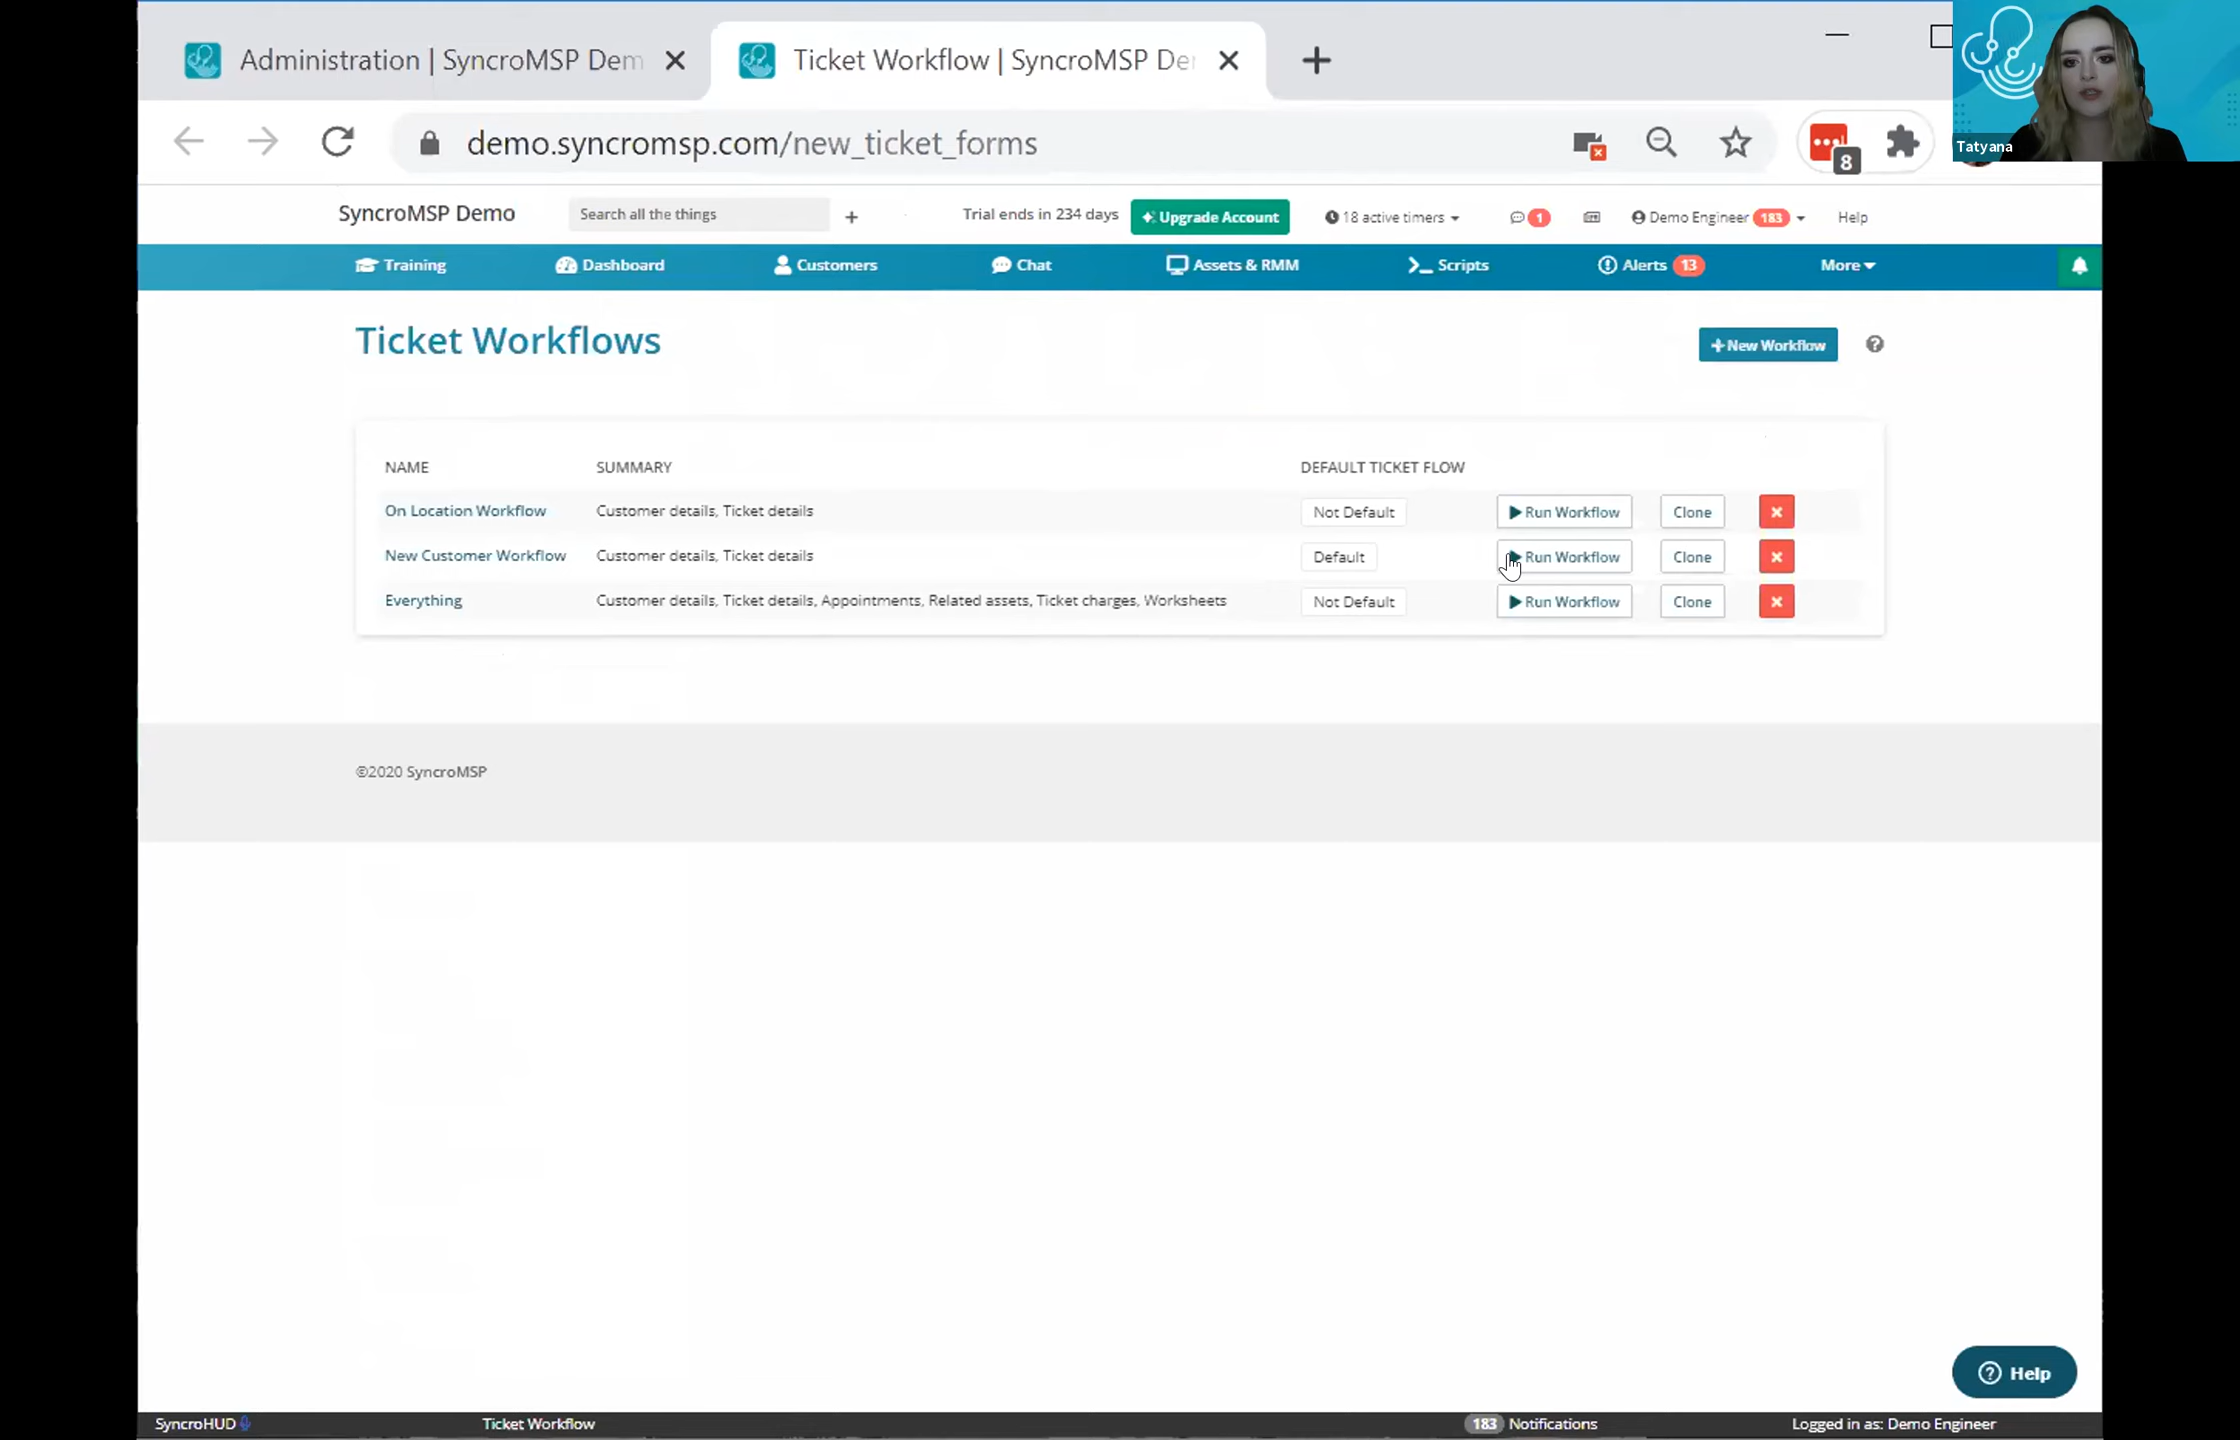 Administration | SyncroMSP Dem
Ticket Workflow | SyncroMSP De
demo.syncromsp.com/new_ticket_forms
8
Tatyana
SyncroMSP Demo
Search all the things
Trial ends in 234 days
Upgrade Account
18 active timers
1
Demo Engineer 183
Help
Training
Dashboard
Customers
Chat
Assets & RMM
Scripts
Alerts 13
More
Ticket Workflows
+ New Workflow
NAME SUMMARY DEFAULT TICKET FLOW
On Location Workflow Customer details, Ticket details Not Default Run Workflow Clone
New Customer Workflow Customer details, Ticket details Default Run Workflow Clone
Everything Customer details, Ticket details, Appointments, Related assets, Ticket charges, Worksheets Not Default Run Workflow Clone
©2020 SyncroMSP
Help
SyncroHUD Ticket Workflow 183 Notifications Logged in as: Demo Engineer